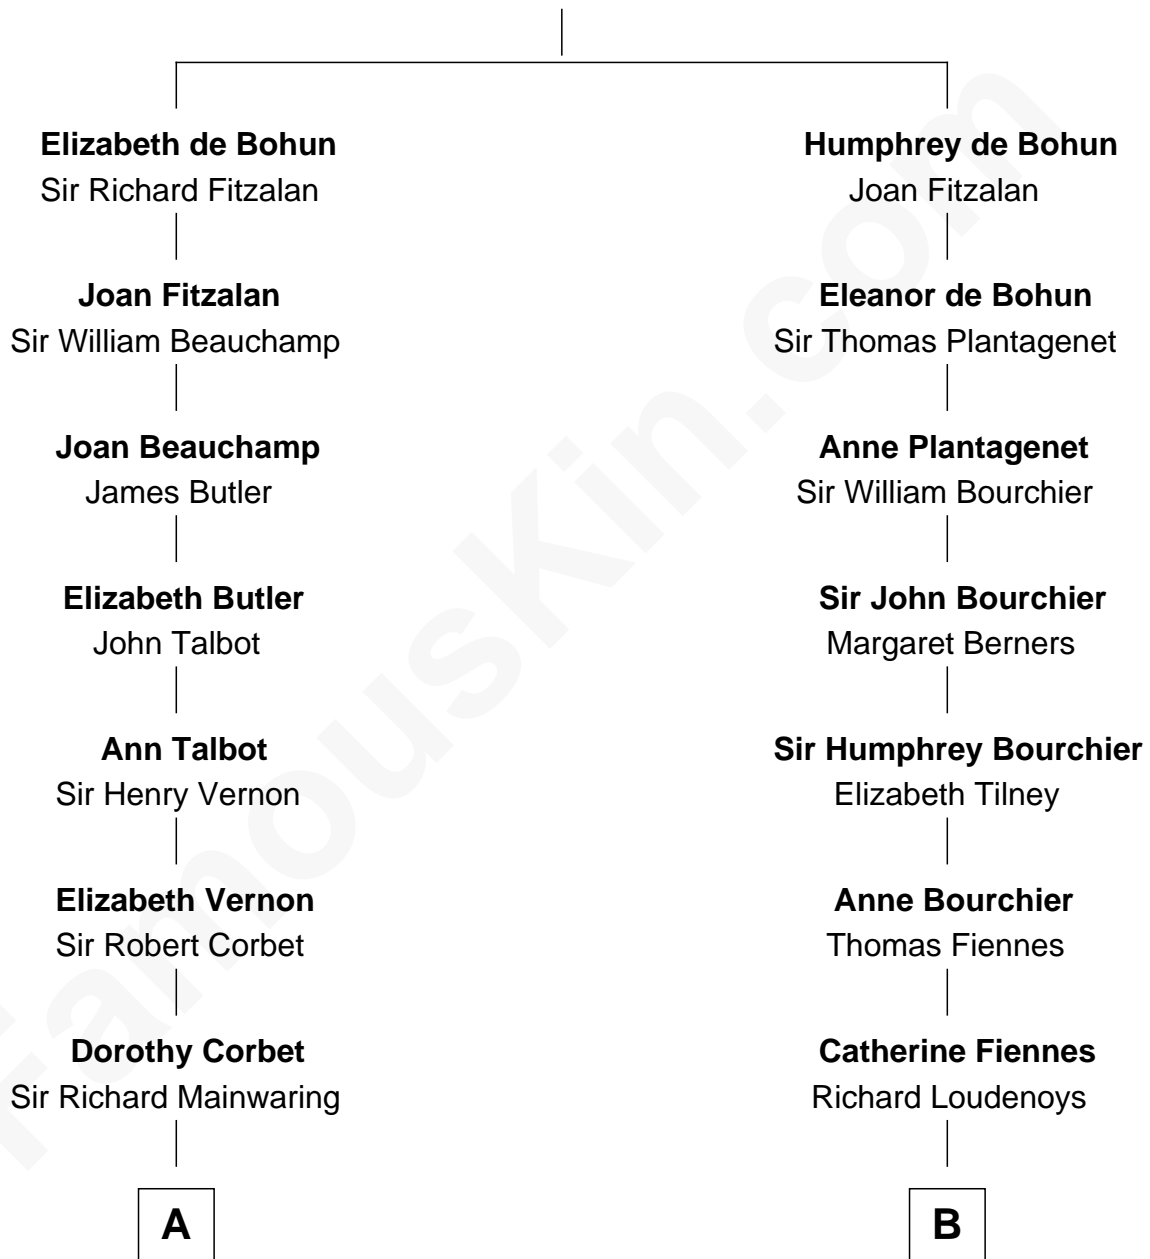 Elizabeth de Bohun
Sir Richard Fitzalan
Humphrey de Bohun
Joan Fitzalan
Joan Fitzalan
Sir William Beauchamp
Eleanor de Bohun
Sir Thomas Plantagenet
Joan Beauchamp
James Butler
Anne Plantagenet
Sir William Bourchier
Elizabeth Butler
John Talbot
Sir John Bourchier
Margaret Berners
Ann Talbot
Sir Henry Vernon
Sir Humphrey Bourchier
Elizabeth Tilney
Elizabeth Vernon
Sir Robert Corbet
Anne Bourchier
Thomas Fiennes
Dorothy Corbet
Sir Richard Mainwaring
Catherine Fiennes
Richard Loudenoys
A
B
FamousKin.com